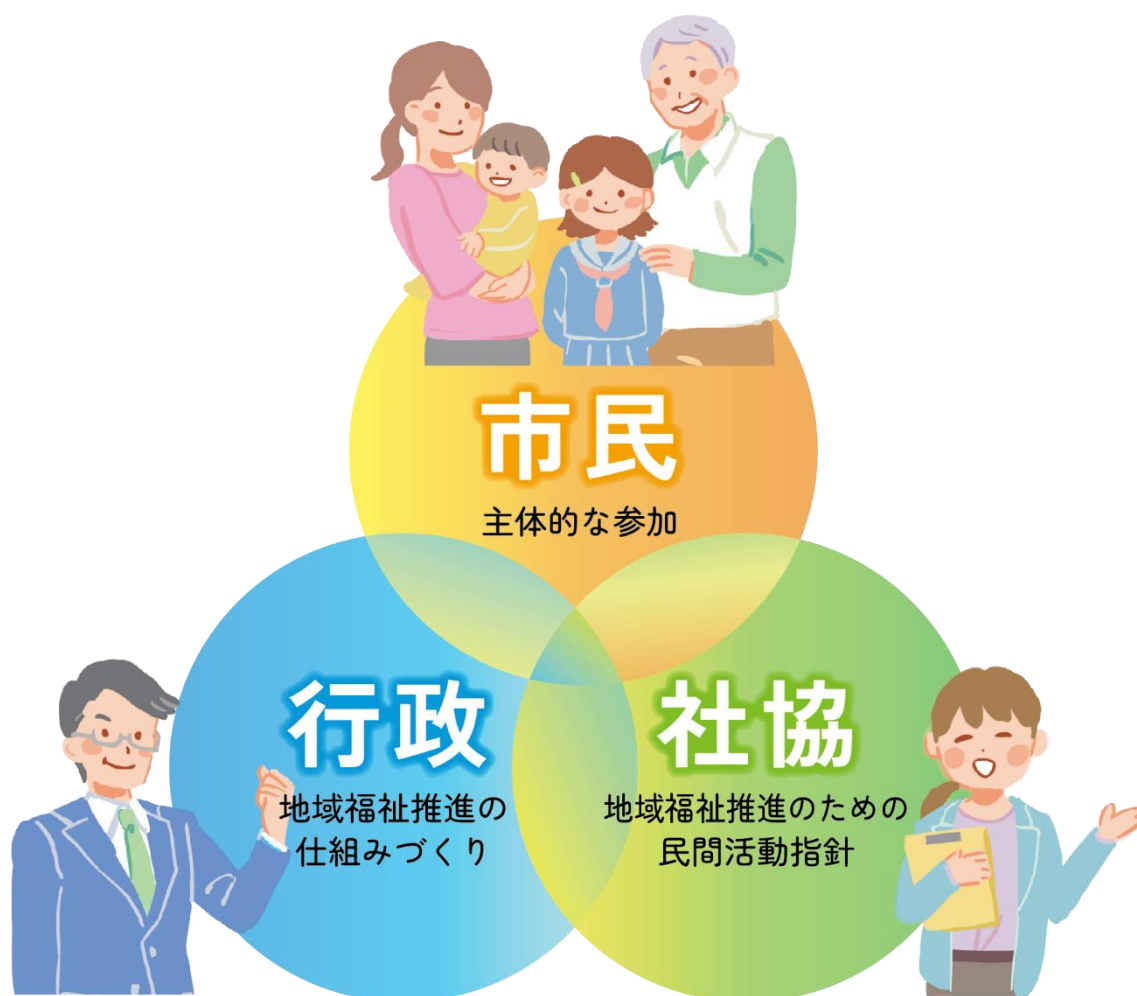 市民
主体的な参加
行政
地域福祉推進の
仕組みづくり
社協
地域福祉推進のための
民間活動指針